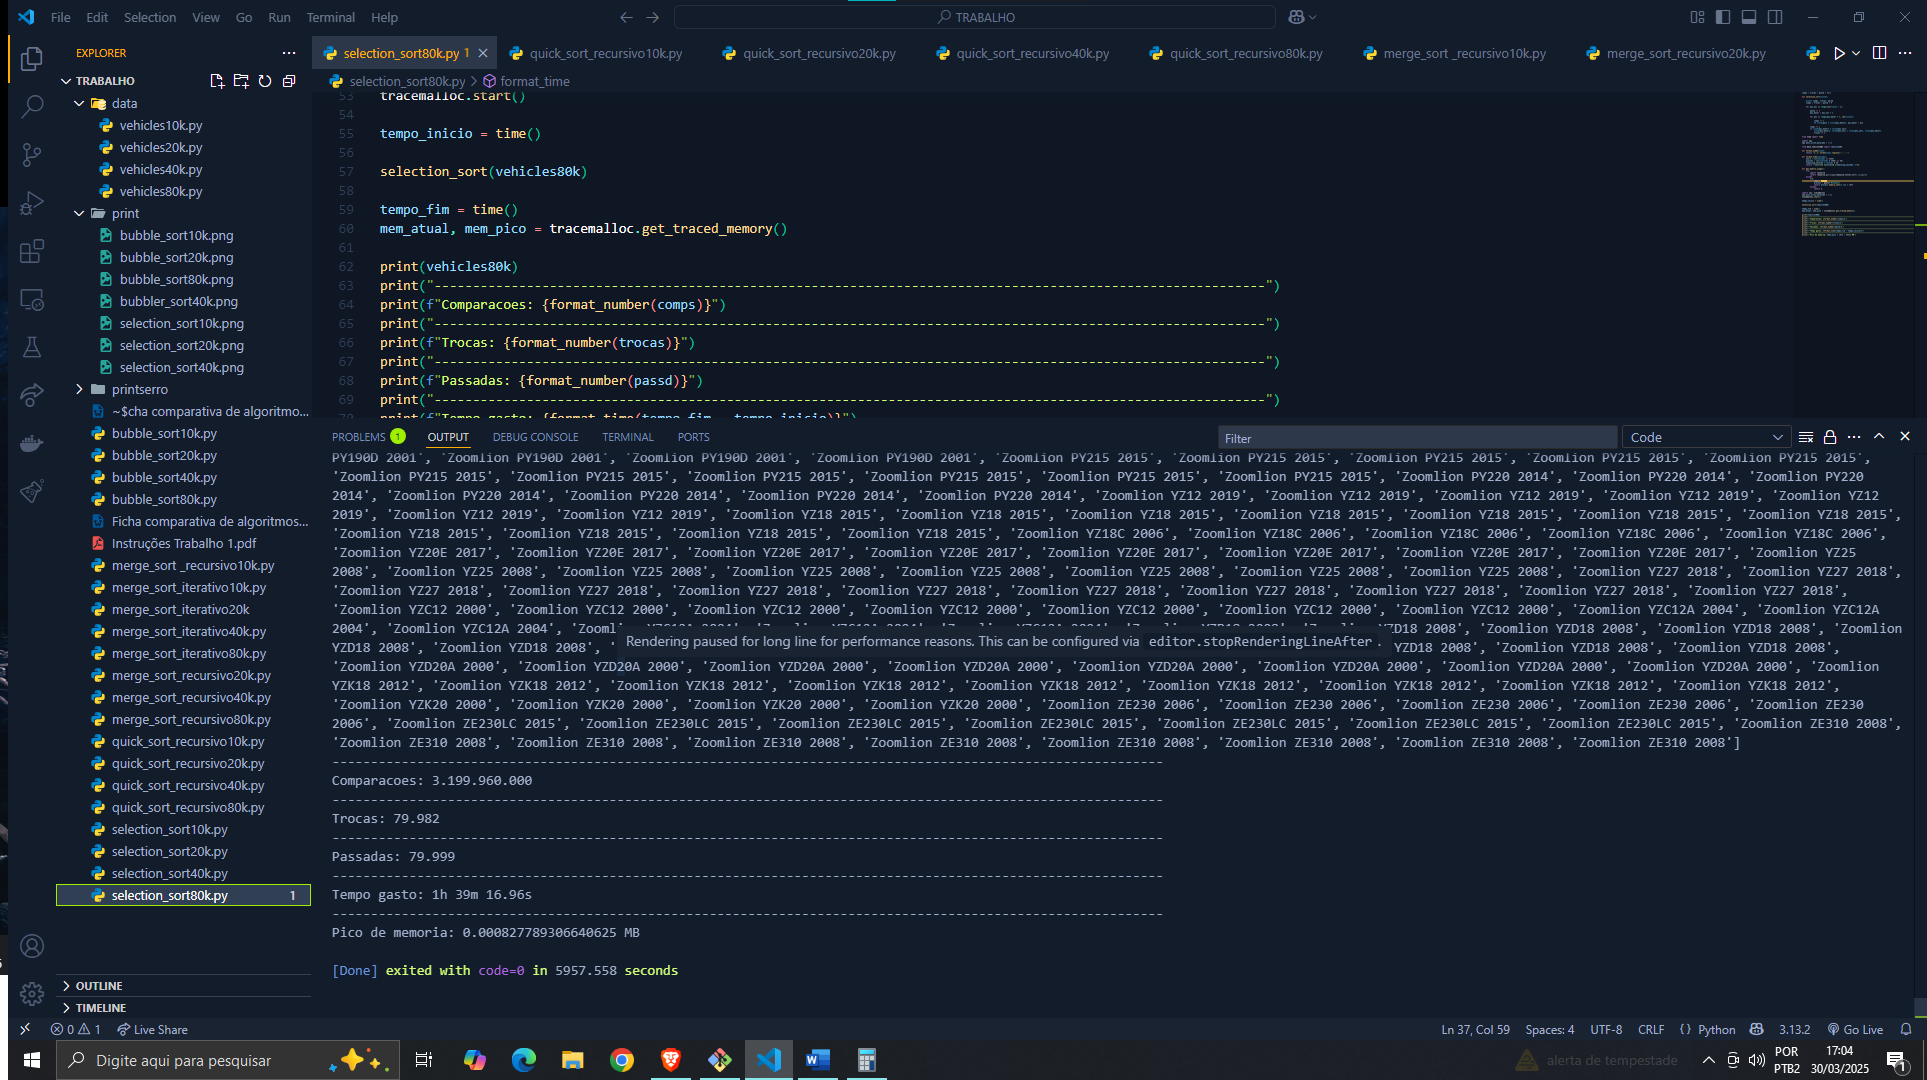 File Edit Selection View Go Run Terminal Help
TRABALHO
EXPLORER
TRABALHO
data
vehicles10k.py
vehicles20k.py
vehicles40k.py
vehicles80k.py
print
bubble_sort10k.png
bubble_sort20k.png
bubble_sort80k.png
bubbler_sort40k.png
selection_sort10k.png
selection_sort20k.png
selection_sort40k.png
printserro
~$cha comparativa de algoritmo...
bubble_sort10k.py
bubble_sort20k.py
bubble_sort40k.py
bubble_sort80k.py
Ficha comparativa de algoritmos...
Instruções Trabalho 1.pdf
merge_sort _recursivo10k.py
merge_sort_iterativo10k.py
merge_sort_iterativo20k
merge_sort_iterativo40k.py
merge_sort_iterativo80k.py
merge_sort_recursivo20k.py
merge_sort_recursivo40k.py
merge_sort_recursivo80k.py
quick_sort_recursivo10k.py
quick_sort_recursivo20k.py
quick_sort_recursivo40k.py
quick_sort_recursivo80k.py
selection_sort10k.py
selection_sort20k.py
selection_sort40k.py
selection_sort80k.py 1
OUTLINE
TIMELINE
selection_sort80k.py 1 quick_sort_recursivo10k.py quick_sort_recursivo20k.py quick_sort_recursivo40k.py quick_sort_recursivo80k.py merge_sort _recursivo10k.py merge_sort_recursivo20k.py
selection_sort80k.py > format_time
53 tracemalloc.start()
54
55 tempo_inicio = time()
56
57 selection_sort(vehicles80k)
58
59 tempo_fim = time()
60 mem_atual, mem_pico = tracemalloc.get_traced_memory()
61
62 print(vehicles80k)
63 print("------------------------------------------------------------------------------------------------------------")
64 print(f"Comparacoes: {format_number(comps)}")
65 print("------------------------------------------------------------------------------------------------------------")
66 print(f"Trocas: {format_number(trocas)}")
67 print("------------------------------------------------------------------------------------------------------------")
68 print(f"Passadas: {format_number(passd)}")
69 print("------------------------------------------------------------------------------------------------------------")
70 print(f"Tempo gasto: {format_time(tempo_fim - tempo_inicio)}")
PROBLEMS 1 OUTPUT DEBUG CONSOLE TERMINAL PORTS Filter Code
PY190D 2001', 'Zoomlion PY190D 2001', 'Zoomlion PY190D 2001', 'Zoomlion PY190D 2001', 'Zoomlion PY215 2015', 'Zoomlion PY215 2015', 'Zoomlion PY215 2015', 'Zoomlion PY215 2015', 'Zoomlion PY215 2015',
'Zoomlion PY215 2015', 'Zoomlion PY215 2015', 'Zoomlion PY215 2015', 'Zoomlion PY215 2015', 'Zoomlion PY215 2015', 'Zoomlion PY215 2015', 'Zoomlion PY220 2014', 'Zoomlion PY220 2014', 'Zoomlion PY220
2014', 'Zoomlion PY220 2014', 'Zoomlion PY220 2014', 'Zoomlion PY220 2014', 'Zoomlion YZ12 2019', 'Zoomlion YZ12 2019', 'Zoomlion YZ12 2019', 'Zoomlion YZ12 2019', 'Zoomlion YZ12 2019', 'Zoomlion YZ12
2019', 'Zoomlion YZ12 2019', 'Zoomlion YZ12 2019', 'Zoomlion YZ18 2015', 'Zoomlion YZ18 2015', 'Zoomlion YZ18 2015', 'Zoomlion YZ18 2015', 'Zoomlion YZ18 2015', 'Zoomlion YZ18 2015', 'Zoomlion YZ18 2015',
'Zoomlion YZ18 2015', 'Zoomlion YZ18 2015', 'Zoomlion YZ18 2015', 'Zoomlion YZ18 2015', 'Zoomlion YZ18C 2006', 'Zoomlion YZ18C 2006', 'Zoomlion YZ18C 2006', 'Zoomlion YZ18C 2006', 'Zoomlion YZ18C 2006',
'Zoomlion YZ20E 2017', 'Zoomlion YZ20E 2017', 'Zoomlion YZ20E 2017', 'Zoomlion YZ20E 2017', 'Zoomlion YZ20E 2017', 'Zoomlion YZ20E 2017', 'Zoomlion YZ20E 2017', 'Zoomlion YZ20E 2017', 'Zoomlion YZ25
2008', 'Zoomlion YZ25 2008', 'Zoomlion YZ25 2008', 'Zoomlion YZ25 2008', 'Zoomlion YZ25 2008', 'Zoomlion YZ25 2008', 'Zoomlion YZ25 2008', 'Zoomlion YZ25 2008', 'Zoomlion YZ27 2018', 'Zoomlion YZ27 2018',
'Zoomlion YZ27 2018', 'Zoomlion YZ27 2018', 'Zoomlion YZ27 2018', 'Zoomlion YZ27 2018', 'Zoomlion YZ27 2018', 'Zoomlion YZ27 2018', 'Zoomlion YZ27 2018', 'Zoomlion YZ27 2018', 'Zoomlion YZ27 2018',
'Zoomlion YZC12 2000', 'Zoomlion YZC12 2000', 'Zoomlion YZC12 2000', 'Zoomlion YZC12 2000', 'Zoomlion YZC12 2000', 'Zoomlion YZC12 2000', 'Zoomlion YZC12 2000', 'Zoomlion YZC12A 2004', 'Zoomlion YZC12A
2004', 'Zoomlion YZC12A 2004', 'Zooml YZD18 2008', 'Zoomlion YZD18 2008', 'Zoomlion
YZD18 2008', 'Zoomlion YZD18 2008', YZD18 2008', 'Zoomlion YZD18 2008', 'Zoomlion YZD18 2008',
Rendering paused for long line for performance reasons. This can be configured via editor.stopRenderingLineAfter.
'Zoomlion YZD20A 2000', 'Zoomlion YZD20A 2000', 'Zoomlion YZD20A 2000', 'Zoomlion YZD20A 2000', 'Zoomlion YZD20A 2000', 'Zoomlion YZD20A 2000', 'Zoomlion YZD20A 2000', 'Zoomlion YZD20A 2000', 'Zoomlion
YZK18 2012', 'Zoomlion YZK18 2012', 'Zoomlion YZK18 2012', 'Zoomlion YZK18 2012', 'Zoomlion YZK18 2012', 'Zoomlion YZK18 2012', 'Zoomlion YZK18 2012', 'Zoomlion YZK18 2012', 'Zoomlion YZK18 2012',
'Zoomlion YZK20 2000', 'Zoomlion YZK20 2000', 'Zoomlion YZK20 2000', 'Zoomlion YZK20 2000', 'Zoomlion ZE230 2006', 'Zoomlion ZE230 2006', 'Zoomlion ZE230 2006', 'Zoomlion ZE230 2006', 'Zoomlion ZE230
2006', 'Zoomlion ZE230LC 2015', 'Zoomlion ZE230LC 2015', 'Zoomlion ZE230LC 2015', 'Zoomlion ZE230LC 2015', 'Zoomlion ZE230LC 2015', 'Zoomlion ZE230LC 2015', 'Zoomlion ZE230LC 2015', 'Zoomlion ZE310 2008',
'Zoomlion ZE310 2008', 'Zoomlion ZE310 2008', 'Zoomlion ZE310 2008', 'Zoomlion ZE310 2008', 'Zoomlion ZE310 2008', 'Zoomlion ZE310 2008', 'Zoomlion ZE310 2008', 'Zoomlion ZE310 2008']
------------------------------------------------------------------------------------------------------------
Comparacoes: 3.199.960.000
------------------------------------------------------------------------------------------------------------
Trocas: 79.982
------------------------------------------------------------------------------------------------------------
Passadas: 79.999
------------------------------------------------------------------------------------------------------------
Tempo gasto: 1h 39m 16.96s
------------------------------------------------------------------------------------------------------------
Pico de memoria: 0.000827789306640625 MB
[Done] exited with code=0 in 5957.558 seconds
0 1 Live Share Ln 37, Col 59 Spaces: 4 UTF-8 CRLF {} Python 3.13.2 Go Live
Digite aqui para pesquisar
alerta de tempestade
POR
PTB2
17:04
30/03/2025
1